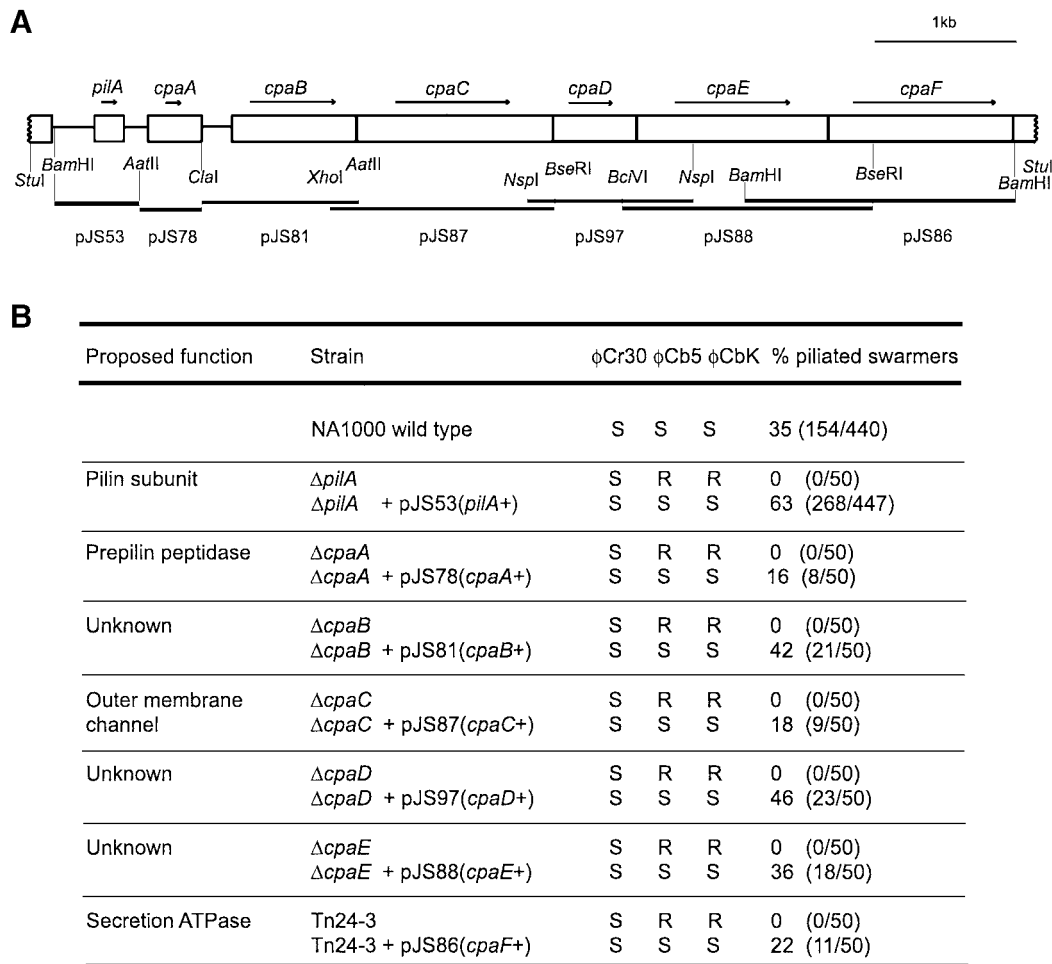 A
1kb
pilA cpaA cpaB cpaC cpaD cpaE cpaF
StuI BamHI AatII ClaI XhoI AatII NspI BseRI BciVI NspI BamHI BseRI StuI BamHI
pJS53 pJS78 pJS81 pJS87 pJS97 pJS88 pJS86
B
Proposed function Strain ϕCr30 ϕCb5 ϕCbK % piliated swarmers
NA1000 wild type S S S 35 (154/440)
Pilin subunit ΔpilA S R R 0 (0/50)
ΔpilA + pJS53(pilA+) S S S 63 (268/447)
Prepilin peptidase ΔcpaA S R R 0 (0/50)
ΔcpaA + pJS78(cpaA+) S S S 16 (8/50)
Unknown ΔcpaB S R R 0 (0/50)
ΔcpaB + pJS81(cpaB+) S S S 42 (21/50)
Outer membrane ΔcpaC S R R 0 (0/50)
channel ΔcpaC + pJS87(cpaC+) S S S 18 (9/50)
Unknown ΔcpaD S R R 0 (0/50)
ΔcpaD + pJS97(cpaD+) S S S 46 (23/50)
Unknown ΔcpaE S R R 0 (0/50)
ΔcpaE + pJS88(cpaE+) S S S 36 (18/50)
Secretion ATPase Tn24-3 S R R 0 (0/50)
Tn24-3 + pJS86(cpaF+) S S S 22 (11/50)